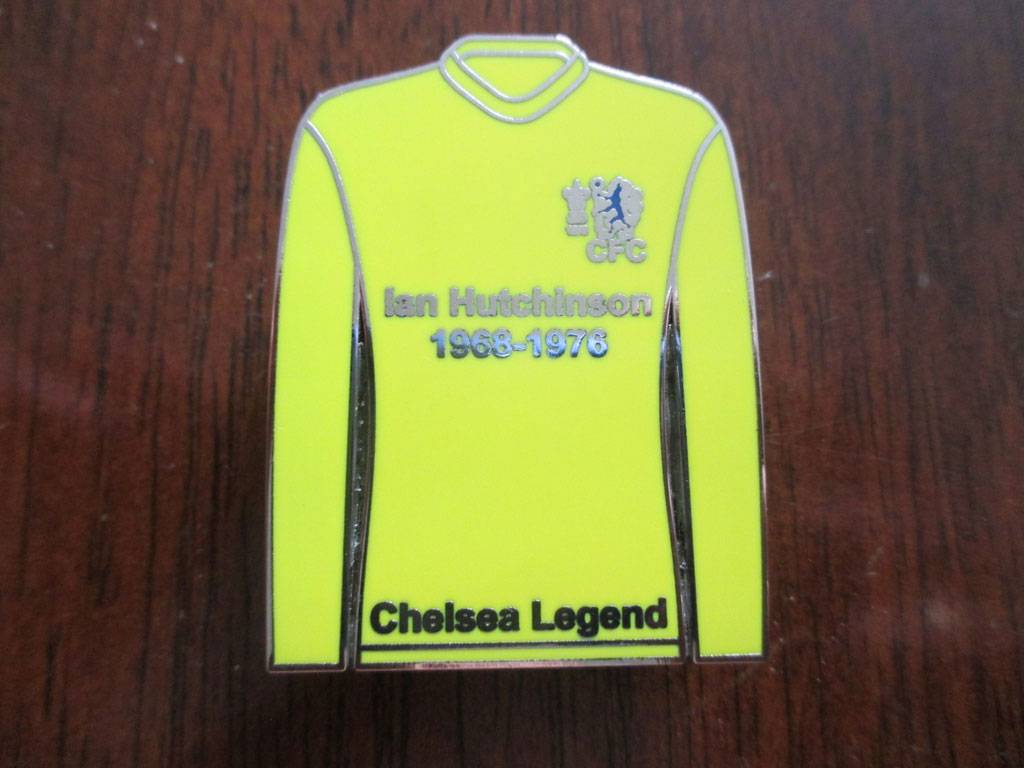 CFC
Ian Hutchinson
1968-1976
Chelsea Legend